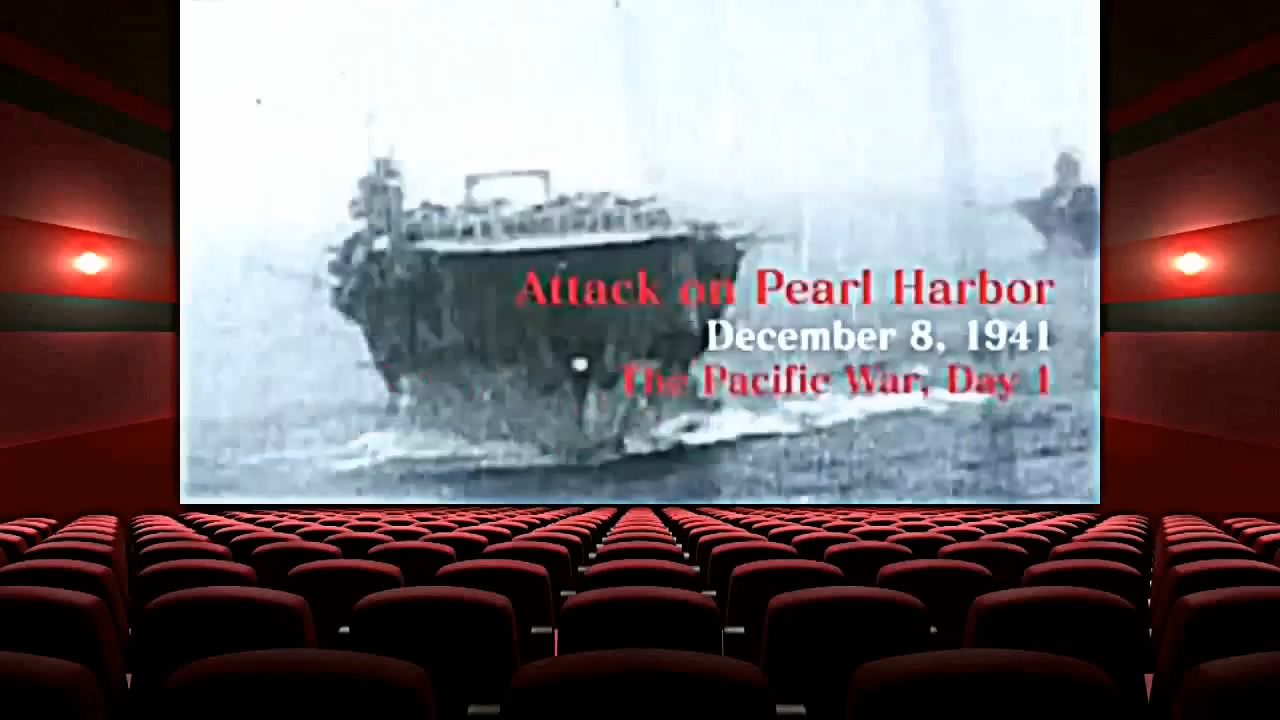 Attack on Pearl Harbor
December 8, 1941
The Pacific War, Day 1